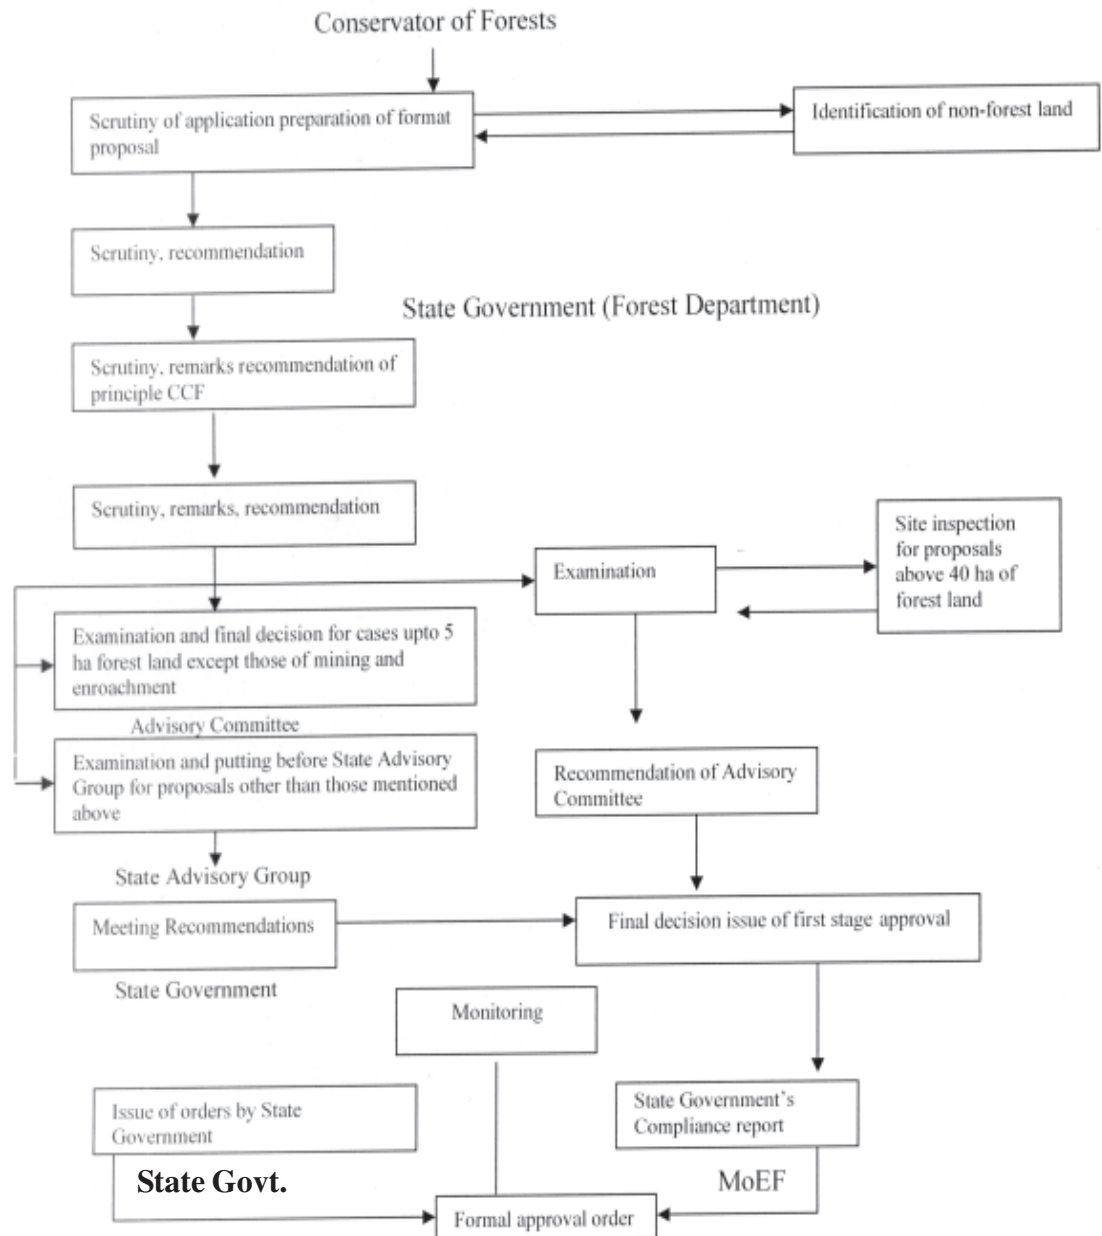 Conservator of Forests
Scrutiny of application preparation of format
proposal
Identification of non-forest land
Scrutiny, recommendation
State Government (Forest Department)
Scrutiny, remarks recommendation of
principle CCF
Scrutiny, remarks, recommendation
Examination
Site inspection
for proposals
above 40 ha of
forest land
Examination and final decision for cases upto 5
ha forest land except those of mining and
enroachment
Advisory Committee
Examination and putting before State Advisory
Group for proposals other than those mentioned
above
Recommendation of Advisory
Committee
State Advisory Group
Meeting Recommendations
Final decision issue of first stage approval
State Government
Monitoring
Issue of orders by State
Government
State Government's
Compliance report
State Govt.
MoEF
Formal approval order